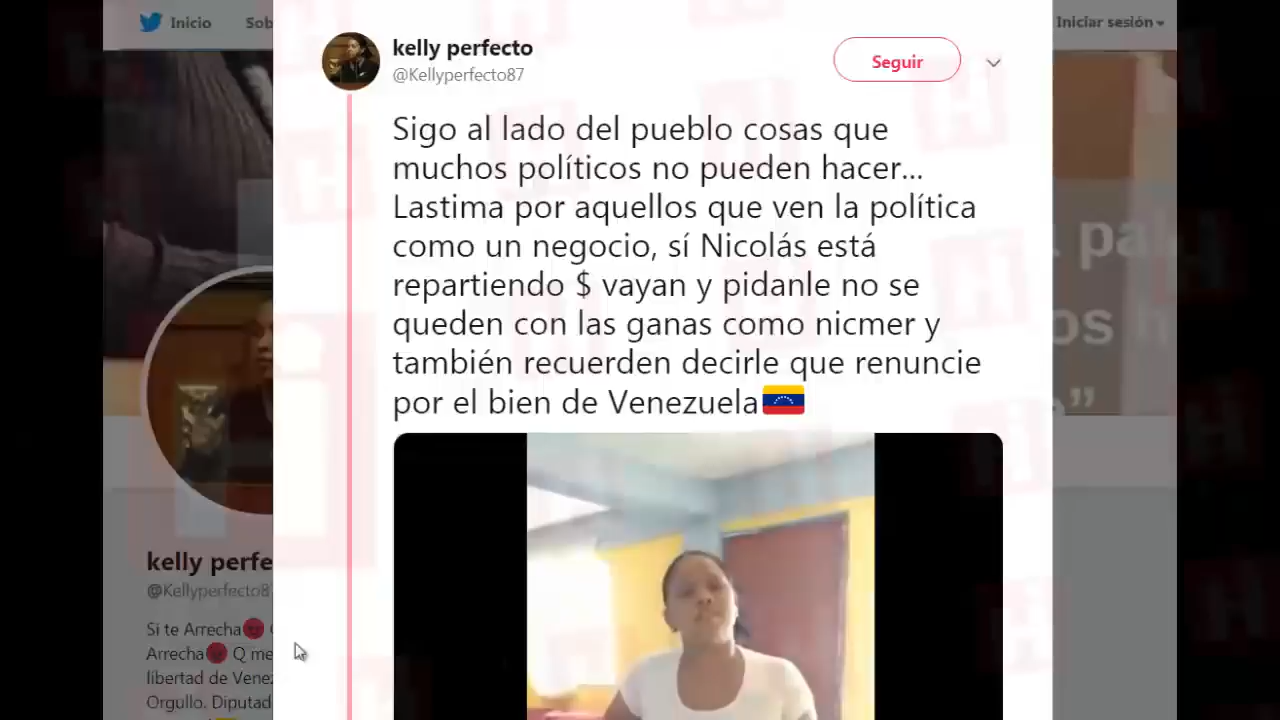 Inicio
Sob
Iniciar sesión
kelly perfecto
@Kellyperfecto87
Seguir
Sigo al lado del pueblo cosas que
muchos políticos no pueden hacer...
Lastima por aquellos que ven la política
como un negocio, sí Nicolás está
repartiendo $ vayan y pidanle no se
queden con las ganas como nicmer y
también recuerden decirle que renuncie
por el bien de Venezuela
kelly perfe
@Kellyperfecto8
Si te Arrecha
Arrecha Q me
libertad de Venez
Orgullo. Diputad